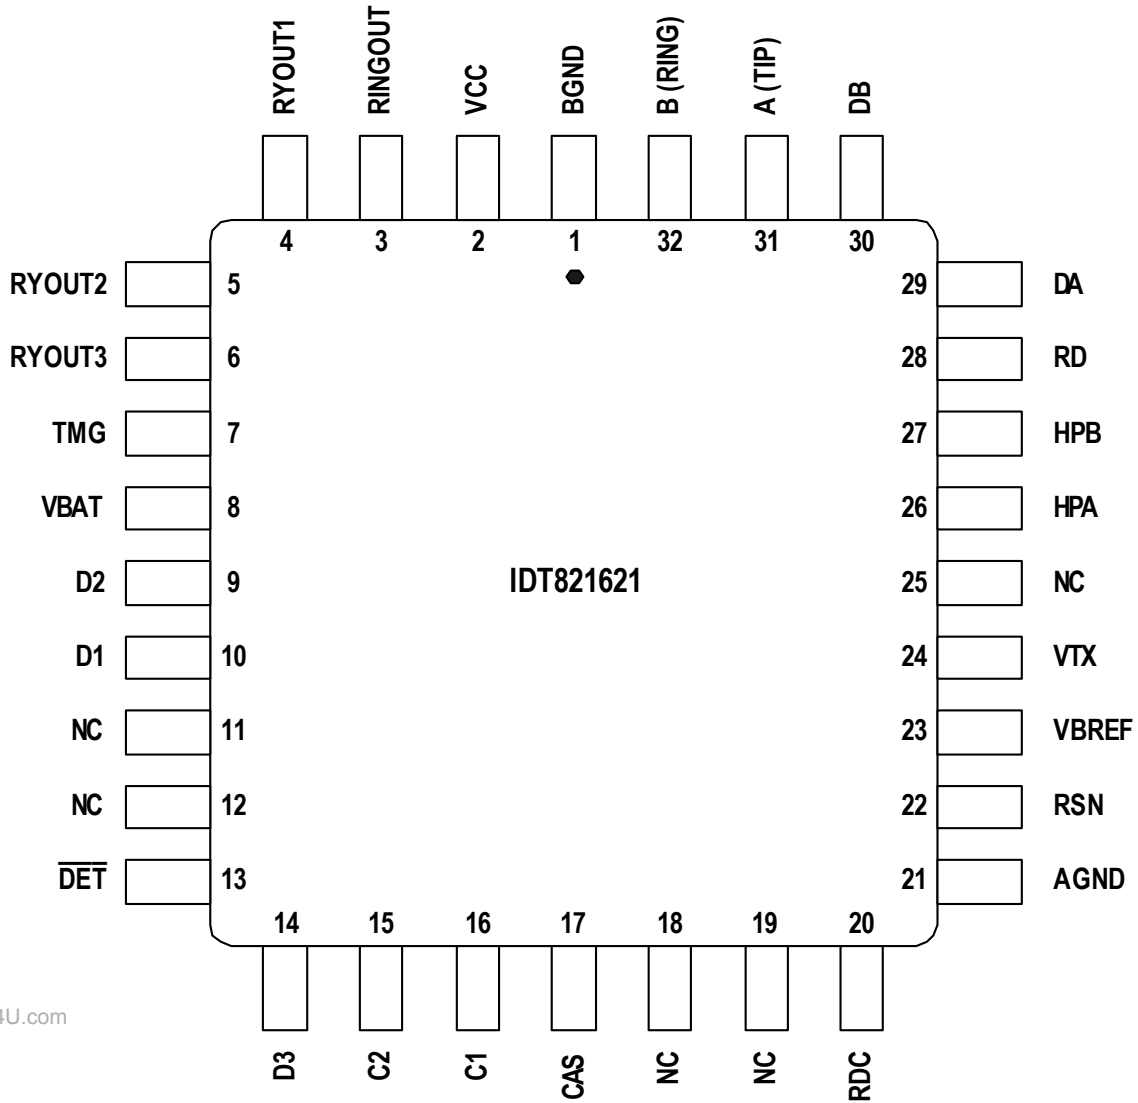 RYOUT1
RINGOUT
VCC
BGND
B (RING)
A (TIP)
DB
4 3 2 1 32 31 30
RYOUT2 5 29 DA
RYOUT3 6 28 RD
TMG 7 27 HPB
VBAT 8 26 HPA
D2 9 IDT821621 25 NC
D1 10 24 VTX
NC 11 23 VBREF
NC 12 22 RSN
D̅E̅T̅ 13 21 AGND
14 15 16 17 18 19 20
D3
C2
C1
CAS
NC
NC
RDC
4U.com